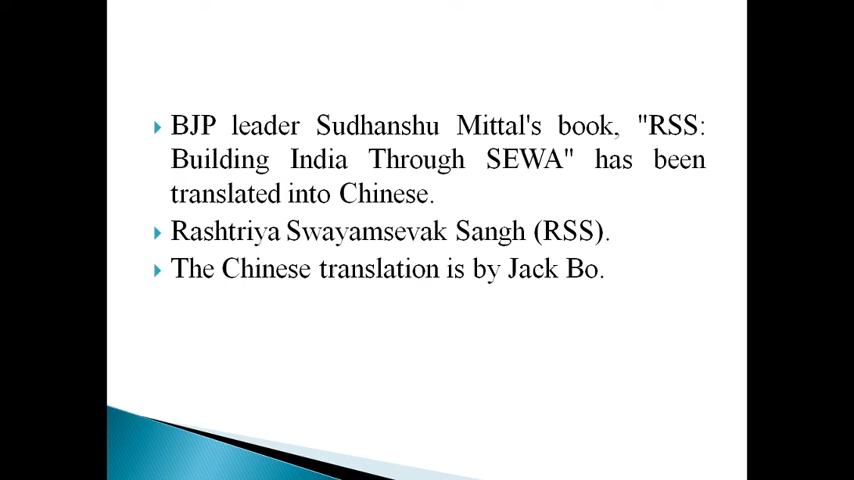 BJP leader Sudhanshu Mittal's book, "RSS:
Building India Through SEWA" has been
translated into Chinese.
Rashtriya Swayamsevak Sangh (RSS).
The Chinese translation is by Jack Bo.